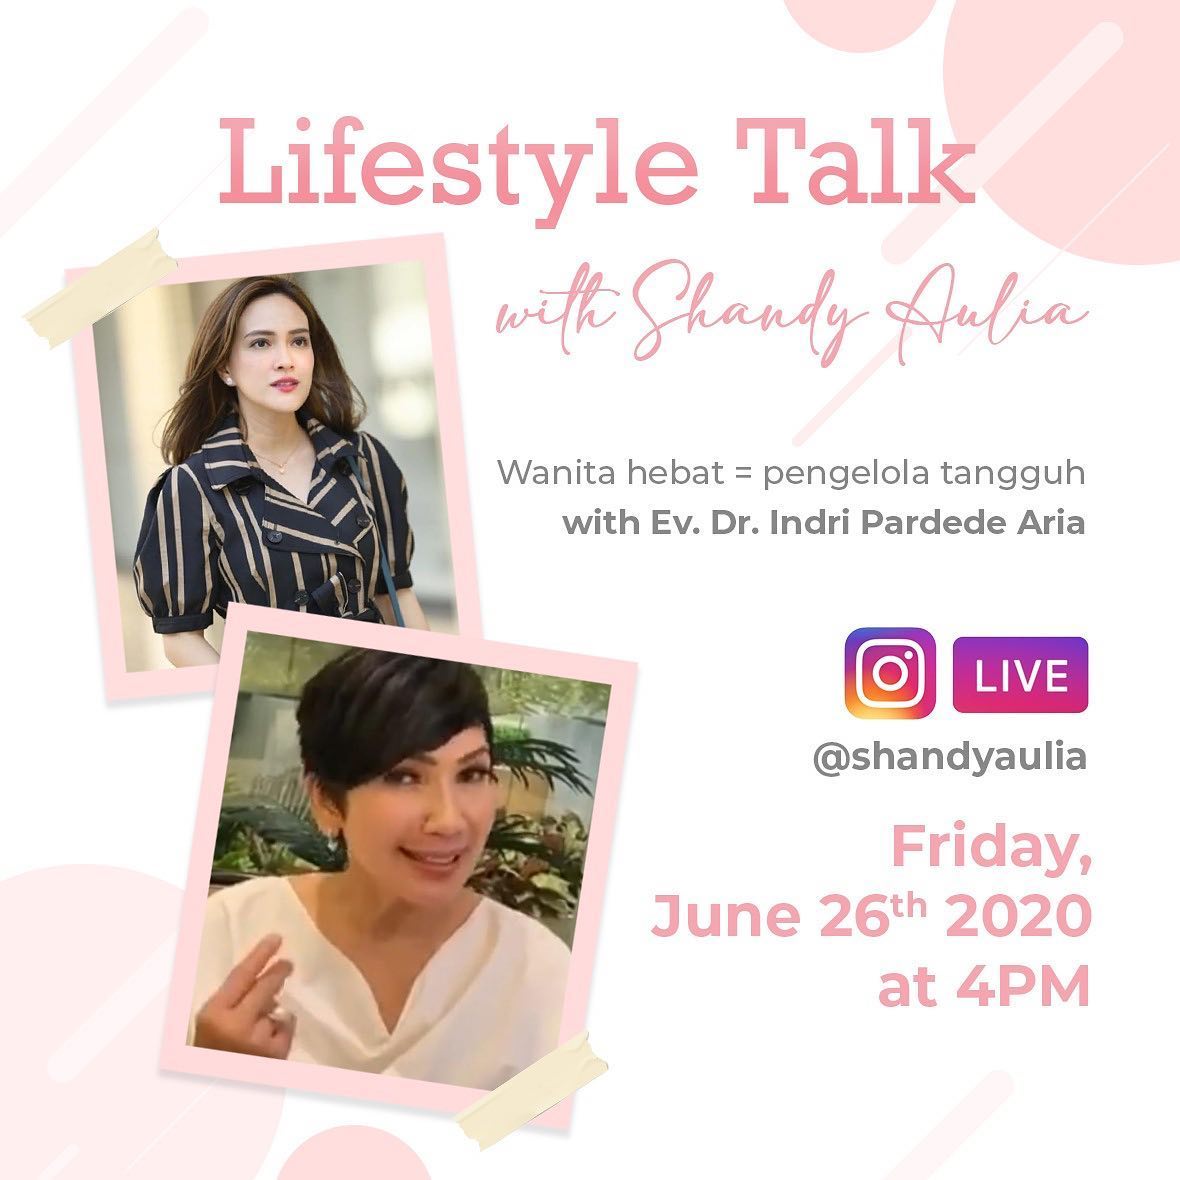 Lifestyle Talk
with Shandy Aulia
Wanita hebat = pengelola tangguh
with Ev. Dr. Indri Pardede Aria
LIVE
@shandyaulia
Friday,
June 26th 2020
at 4PM